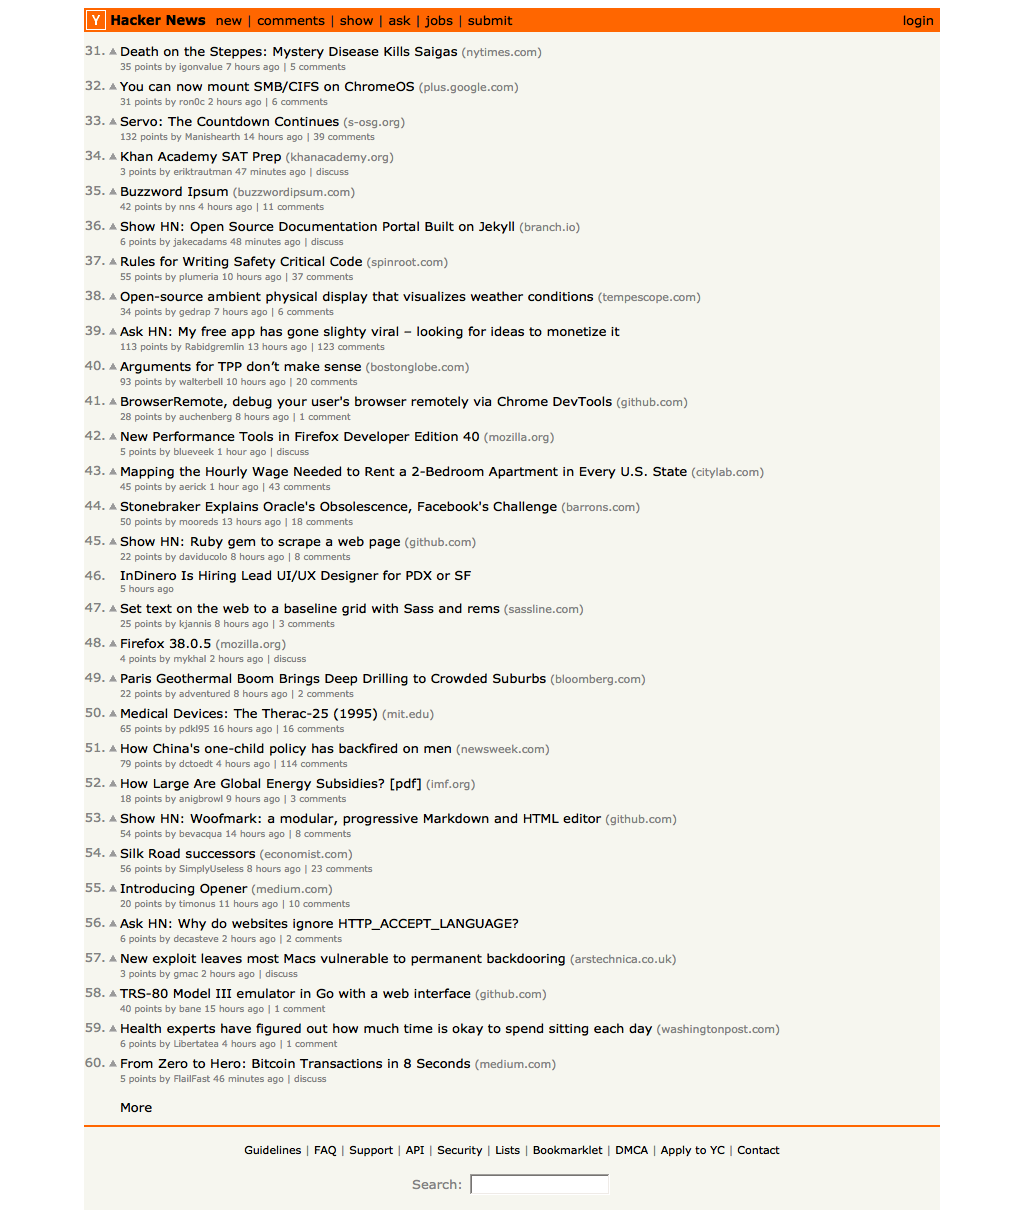 Y Hacker News new | comments | show | ask | jobs | submit login
31. Death on the Steppes: Mystery Disease Kills Saigas (nytimes.com)
35 points by igonvalue 7 hours ago | 5 comments
32. You can now mount SMB/CIFS on ChromeOS (plus.google.com)
31 points by ron0c 2 hours ago | 6 comments
33. Servo: The Countdown Continues (s-osg.org)
132 points by Manishearth 14 hours ago | 39 comments
34. Khan Academy SAT Prep (khanacademy.org)
3 points by eriktrautman 47 minutes ago | discuss
35. Buzzword Ipsum (buzzwordipsum.com)
42 points by nns 4 hours ago | 11 comments
36. Show HN: Open Source Documentation Portal Built on Jekyll (branch.io)
6 points by jakecadams 48 minutes ago | discuss
37. Rules for Writing Safety Critical Code (spinroot.com)
55 points by plumeria 10 hours ago | 37 comments
38. Open-source ambient physical display that visualizes weather conditions (tempescope.com)
34 points by gedrap 7 hours ago | 6 comments
39. Ask HN: My free app has gone slighty viral – looking for ideas to monetize it
113 points by Rabidgremlin 13 hours ago | 123 comments
40. Arguments for TPP don’t make sense (bostonglobe.com)
93 points by walterbell 10 hours ago | 20 comments
41. BrowserRemote, debug your user's browser remotely via Chrome DevTools (github.com)
28 points by auchenberg 8 hours ago | 1 comment
42. New Performance Tools in Firefox Developer Edition 40 (mozilla.org)
5 points by blueveek 1 hour ago | discuss
43. Mapping the Hourly Wage Needed to Rent a 2-Bedroom Apartment in Every U.S. State (citylab.com)
45 points by aerick 1 hour ago | 43 comments
44. Stonebraker Explains Oracle's Obsolescence, Facebook's Challenge (barrons.com)
50 points by mooreds 13 hours ago | 18 comments
45. Show HN: Ruby gem to scrape a web page (github.com)
22 points by daviducolo 8 hours ago | 8 comments
46. InDinero Is Hiring Lead UI/UX Designer for PDX or SF
5 hours ago
47. Set text on the web to a baseline grid with Sass and rems (sassline.com)
25 points by kjannis 8 hours ago | 3 comments
48. Firefox 38.0.5 (mozilla.org)
4 points by mykhal 2 hours ago | discuss
49. Paris Geothermal Boom Brings Deep Drilling to Crowded Suburbs (bloomberg.com)
22 points by adventured 8 hours ago | 2 comments
50. Medical Devices: The Therac-25 (1995) (mit.edu)
65 points by pdkl95 16 hours ago | 16 comments
51. How China's one-child policy has backfired on men (newsweek.com)
79 points by dctoedt 4 hours ago | 114 comments
52. How Large Are Global Energy Subsidies? [pdf] (imf.org)
18 points by anigbrowl 9 hours ago | 3 comments
53. Show HN: Woofmark: a modular, progressive Markdown and HTML editor (github.com)
54 points by bevacqua 14 hours ago | 8 comments
54. Silk Road successors (economist.com)
56 points by SimplyUseless 8 hours ago | 23 comments
55. Introducing Opener (medium.com)
20 points by timonus 11 hours ago | 10 comments
56. Ask HN: Why do websites ignore HTTP_ACCEPT_LANGUAGE?
6 points by decasteve 2 hours ago | 2 comments
57. New exploit leaves most Macs vulnerable to permanent backdooring (arstechnica.co.uk)
3 points by gmac 2 hours ago | discuss
58. TRS-80 Model III emulator in Go with a web interface (github.com)
40 points by bane 15 hours ago | 1 comment
59. Health experts have figured out how much time is okay to spend sitting each day (washingtonpost.com)
6 points by Libertatea 4 hours ago | 1 comment
60. From Zero to Hero: Bitcoin Transactions in 8 Seconds (medium.com)
5 points by FlailFast 46 minutes ago | discuss
More
Guidelines | FAQ | Support | API | Security | Lists | Bookmarklet | DMCA | Apply to YC | Contact
Search: